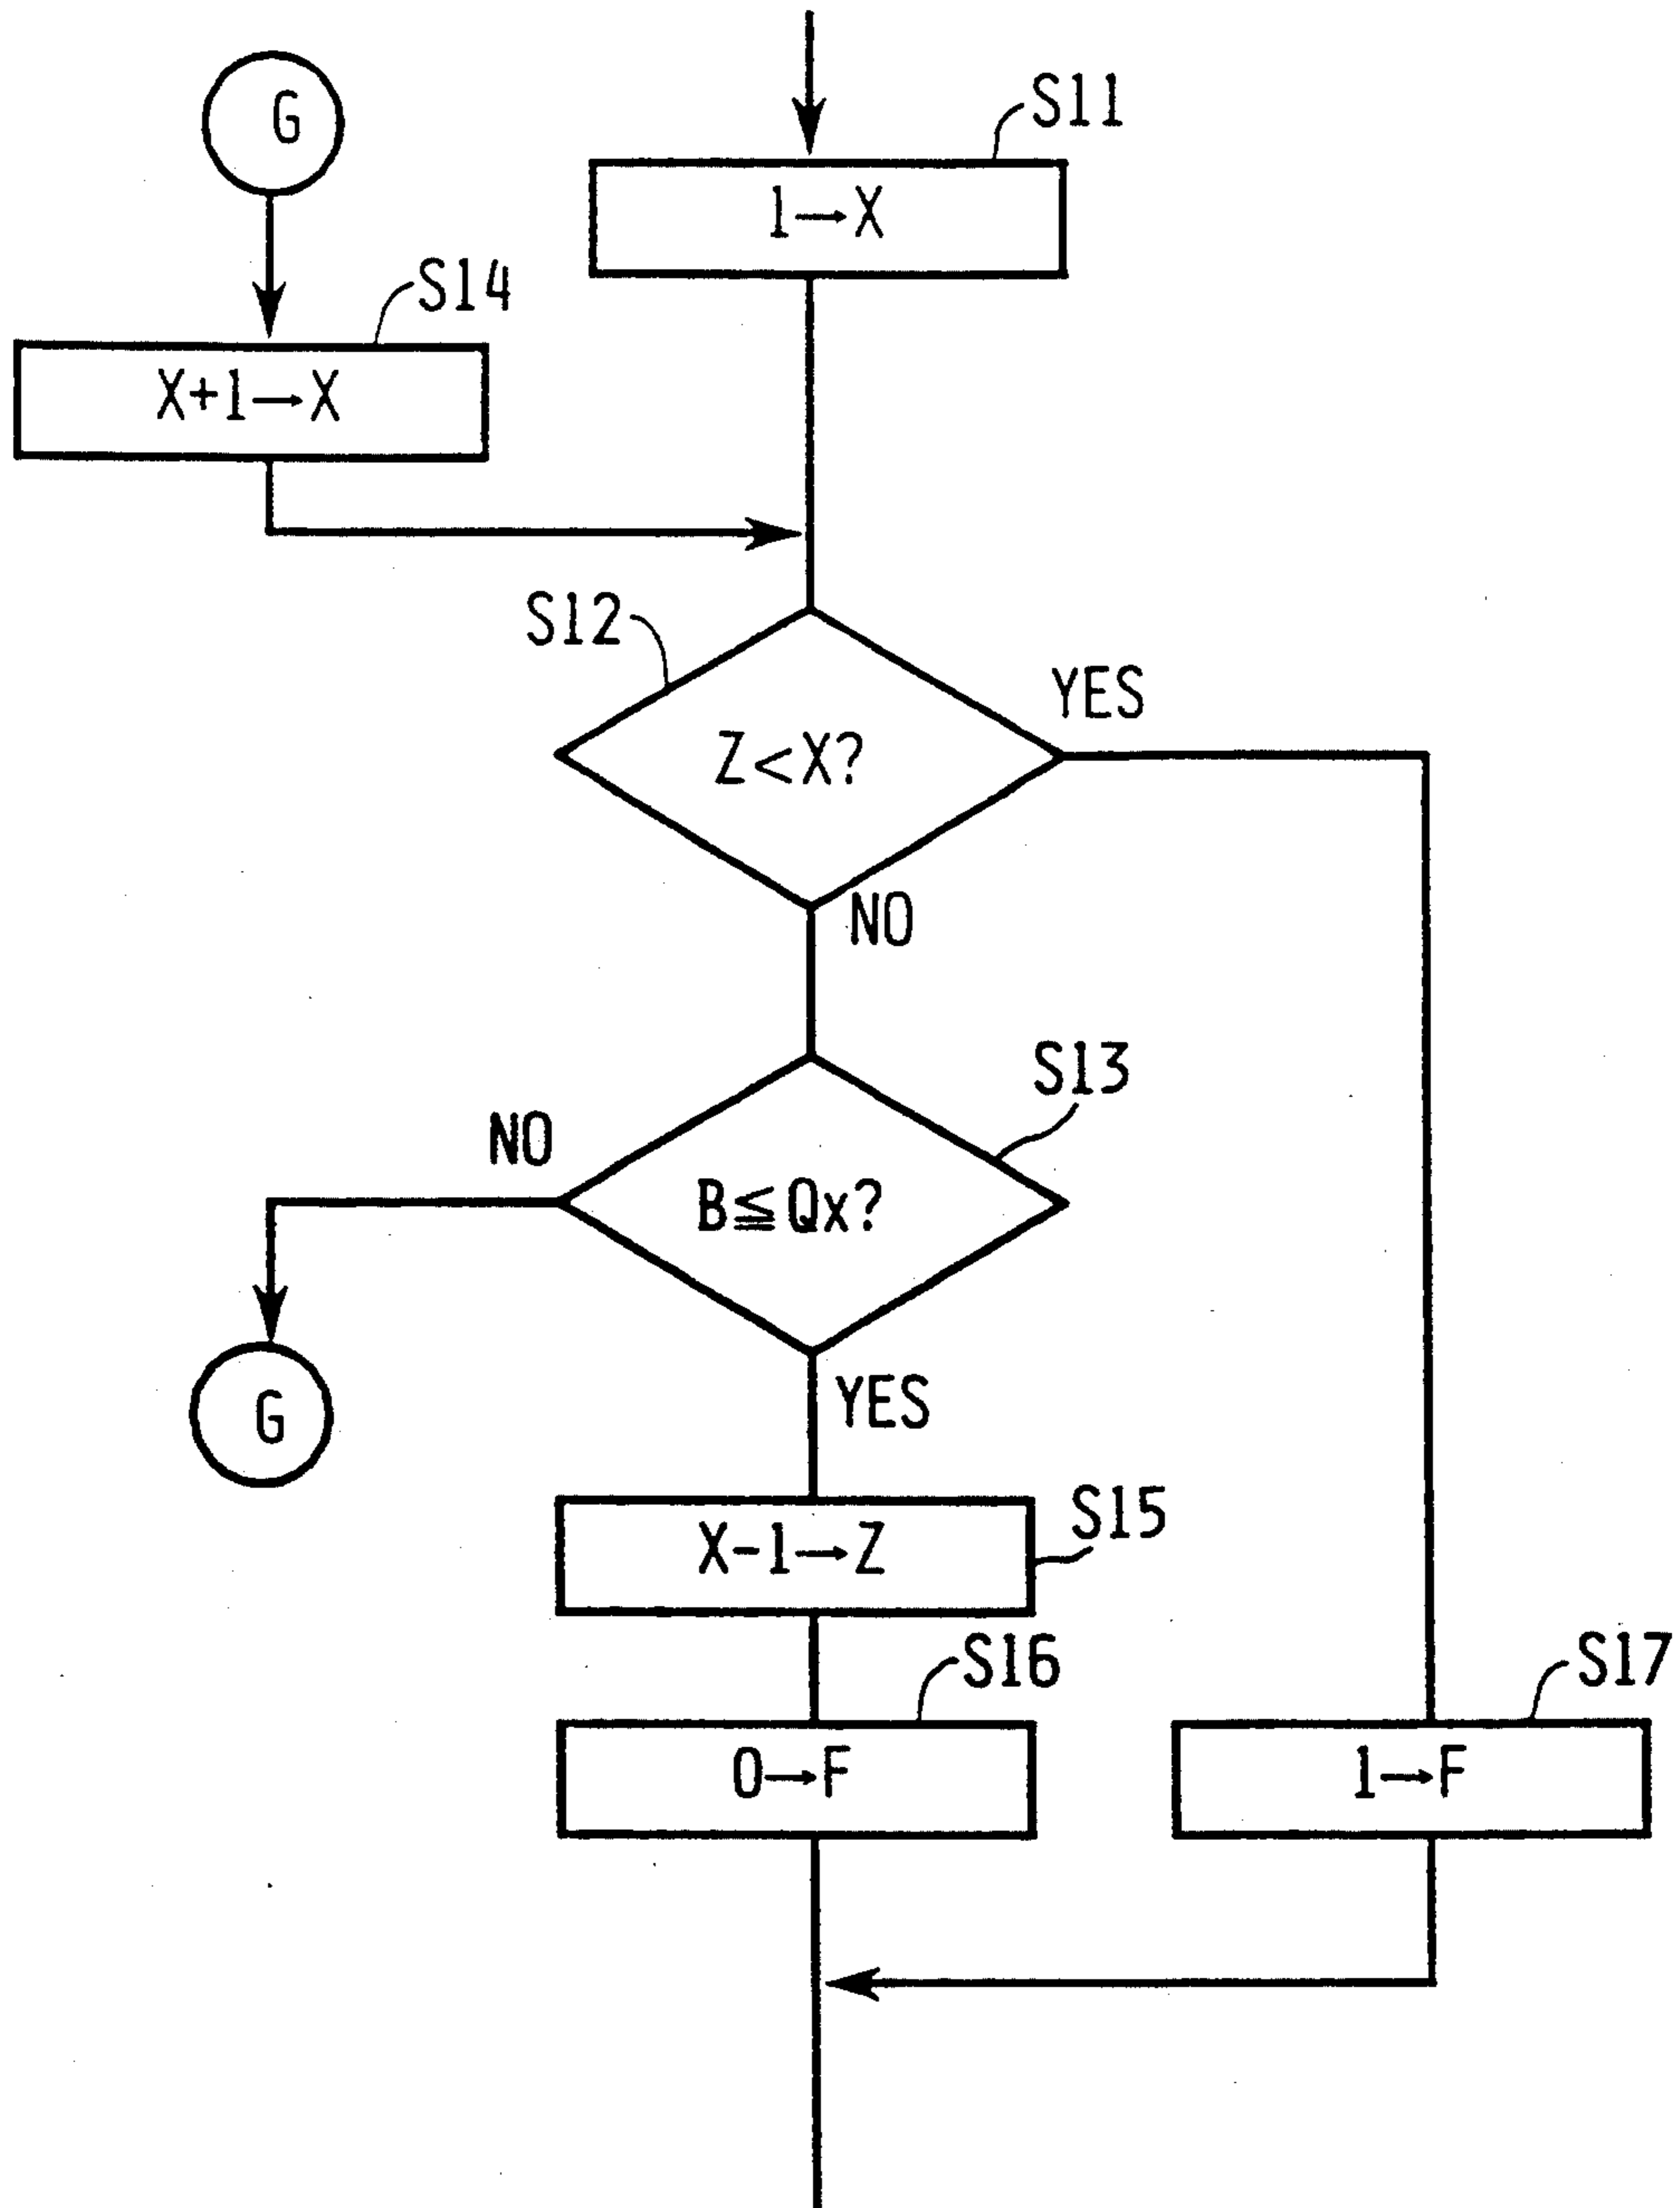 G
S11
1→X
S14
X+1→X
S12
YES
Z<X?
NO
S13
NO
B≦Qx?
G
YES
S15
X-1→Z
S16
S17
0→F
1→F